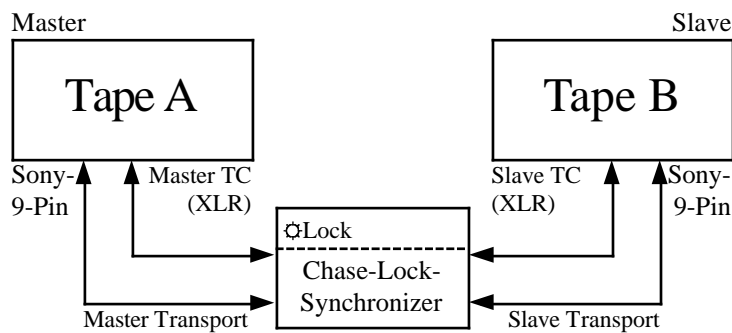 Master
Slave
Tape A
Tape B
Sony-
9-Pin
Master TC
(XLR)
Slave TC
(XLR)
Sony-
9-Pin
Lock
Chase-Lock-
Synchronizer
Master Transport
Slave Transport